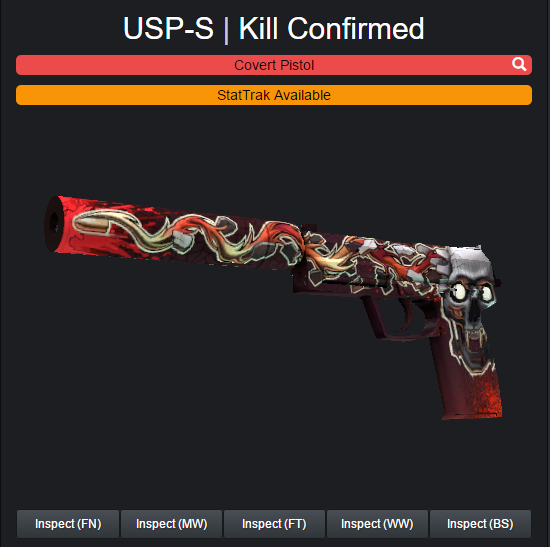 USP-S | Kill Confirmed
Covert Pistol
StatTrak Available
Inspect (FN) Inspect (MW) Inspect (FT) Inspect (WW) Inspect (BS)